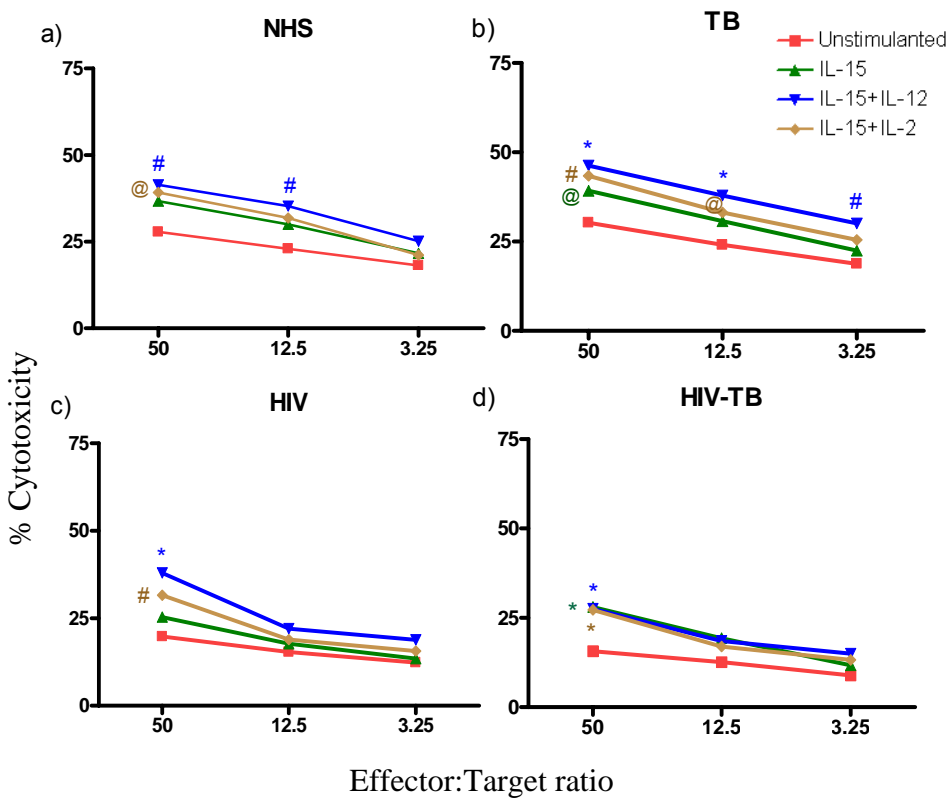 a)
NHS
75
50
25
0
# #
@
50 12.5 3.25
b)
TB
Unstimulanted
IL-15
IL-15+IL-12
IL-15+IL-2
75
50
25
0
* * #
# @
@
50 12.5 3.25
c)
HIV
75
50
25
0
*
#
50 12.5 3.25
d)
HIV-TB
75
50
25
0
*
*
*
50 12.5 3.25
% Cytotoxicity
Effector:Target ratio